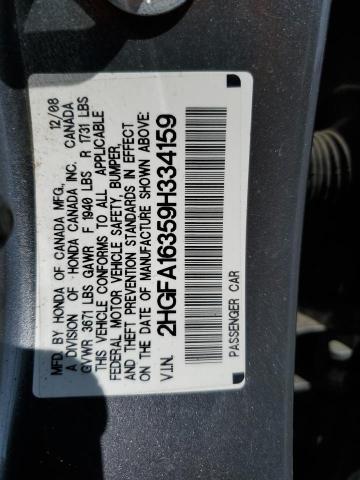 MFD. BY HONDA OF CANADA MFG., 12/08
A DIVISION OF HONDA CANADA INC. CANADA
GVWR 3671 LBS GAWR F 1940 LBS R 1731 LBS
THIS VEHICLE CONFORMS TO ALL APPLICABLE
FEDERAL MOTOR VEHICLE SAFETY, BUMPER,
AND THEFT PREVENTION STANDARDS IN EFFECT
ON THE DATE OF MANUFACTURE SHOWN ABOVE.
V.I.N. 2HGFA16359H334159
PASSENGER CAR